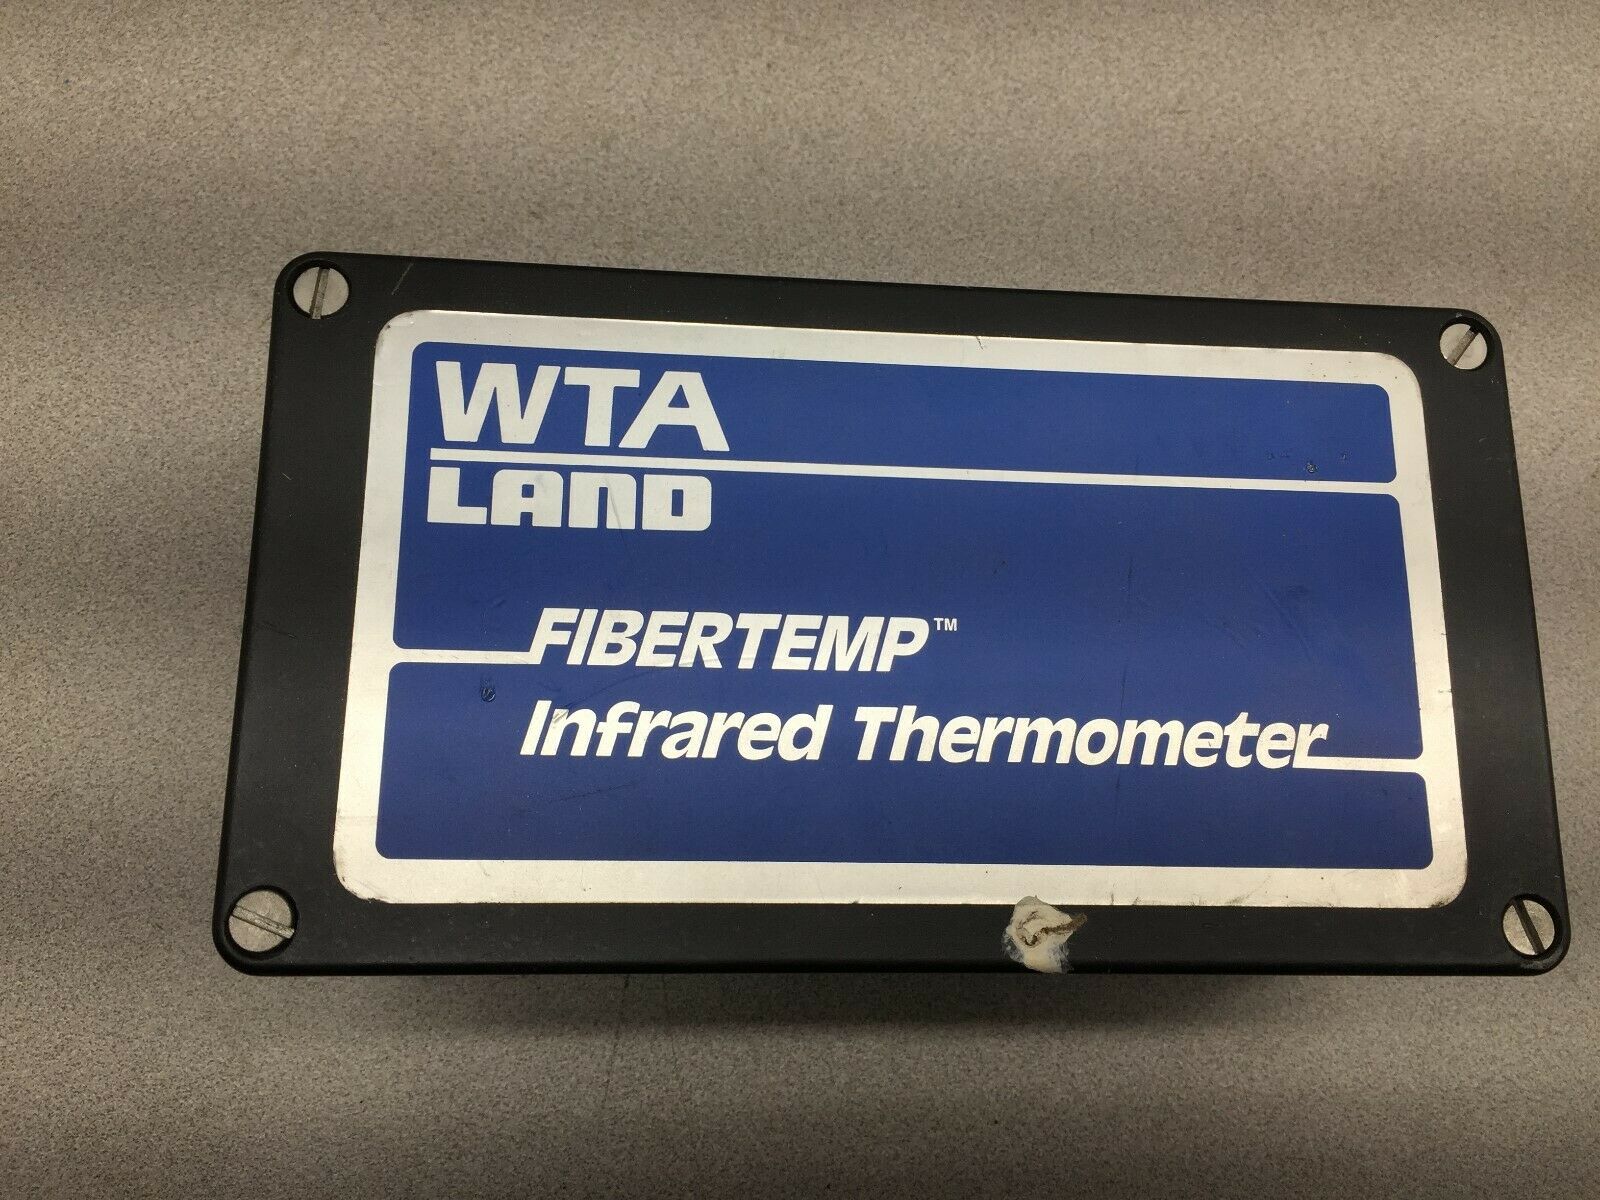 WTA
LAND
FIBERTEMP™
Infrared Thermometer